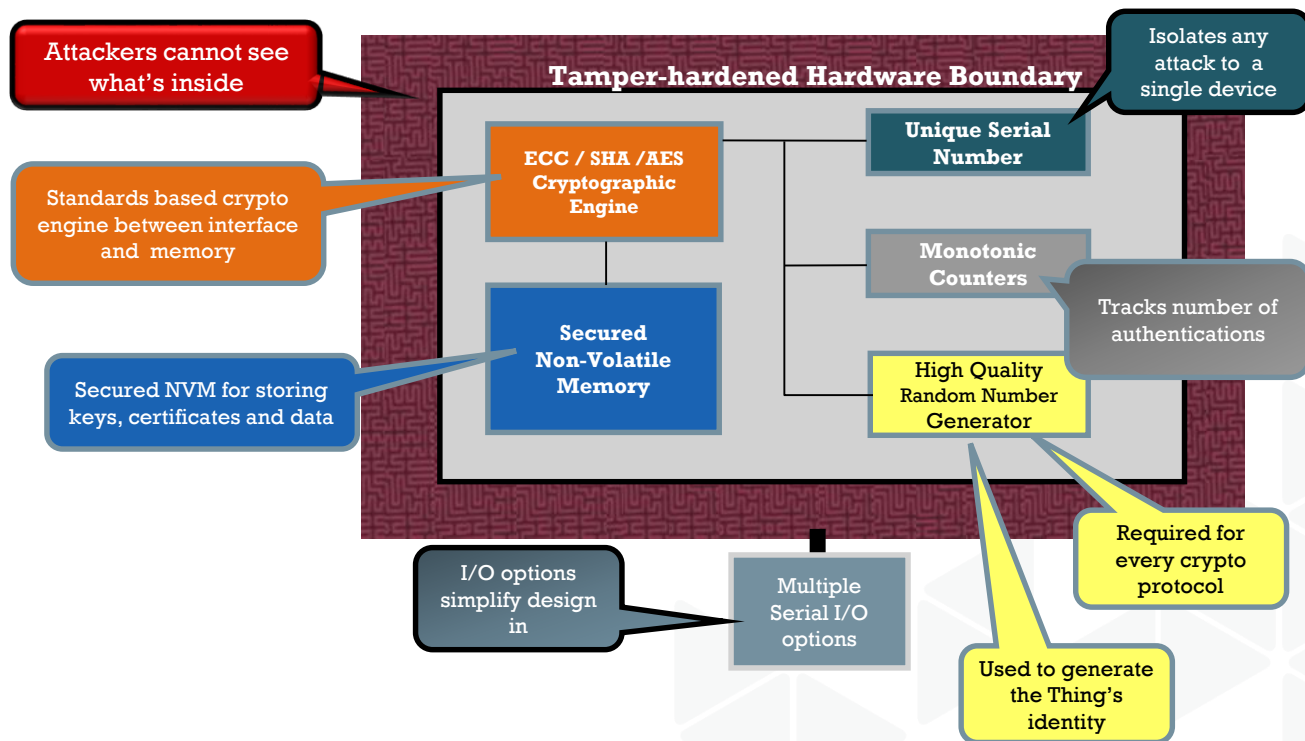 Attackers cannot see
what's inside
Tamper-hardened Hardware Boundary
Isolates any
attack to a
single device
ECC / SHA /AES
Cryptographic
Engine
Unique Serial
Number
Standards based crypto
engine between interface
and memory
Monotonic
Counters
Tracks number of
authentications
Secured
Non-Volatile
Memory
Secured NVM for storing
keys, certificates and data
High Quality
Random Number
Generator
Required for
every crypto
protocol
I/O options
simplify design
in
Multiple
Serial I/O
options
Used to generate
the Thing's
identity